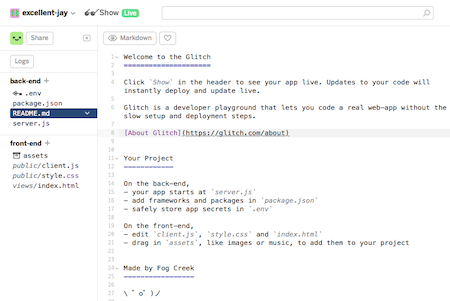 excellent-jay
Show Live
Share
Logs
back-end +
.env
package.json
README.md
server.js
front-end +
assets
public/client.js
public/style.css
views/index.html
Markdown
1 Welcome to the Glitch
2 =====================
3
4 Click `Show` in the header to see your app live. Updates to your code will
instantly deploy and update live.
5
6 Glitch is a developer playground that lets you code a real web-app without the
slow setup and deployment steps.
7
8 [About Glitch](https://glitch.com/about)
9
10
11 Your Project
12 ------------
13
14 On the back-end,
15 - your app starts at `server.js`
16 - add frameworks and packages in `package.json`
17 - safely store app secrets in `.env`
18
19 On the front-end,
20 - edit `client.js`, `style.css` and `index.html`
21 - drag in `assets`, like images or music, to add them to your project
22
23
24 Made by Fog Creek
25 -----------------
26
27 \ ゜o゜)ノ